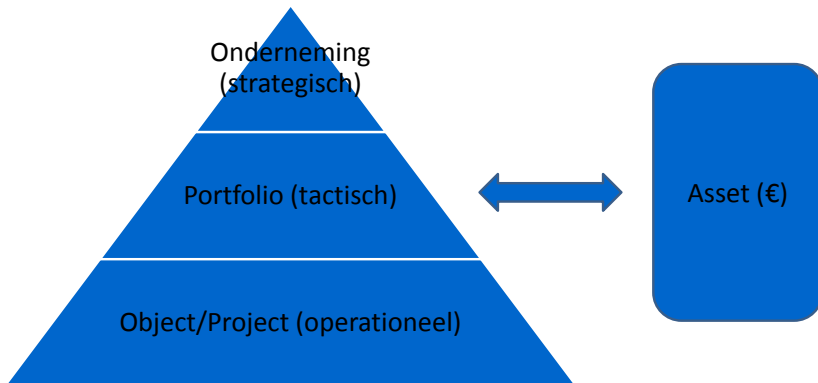 Onderneming
(strategisch)
Portfolio (tactisch)
Asset (€)
Object/Project (operationeel)